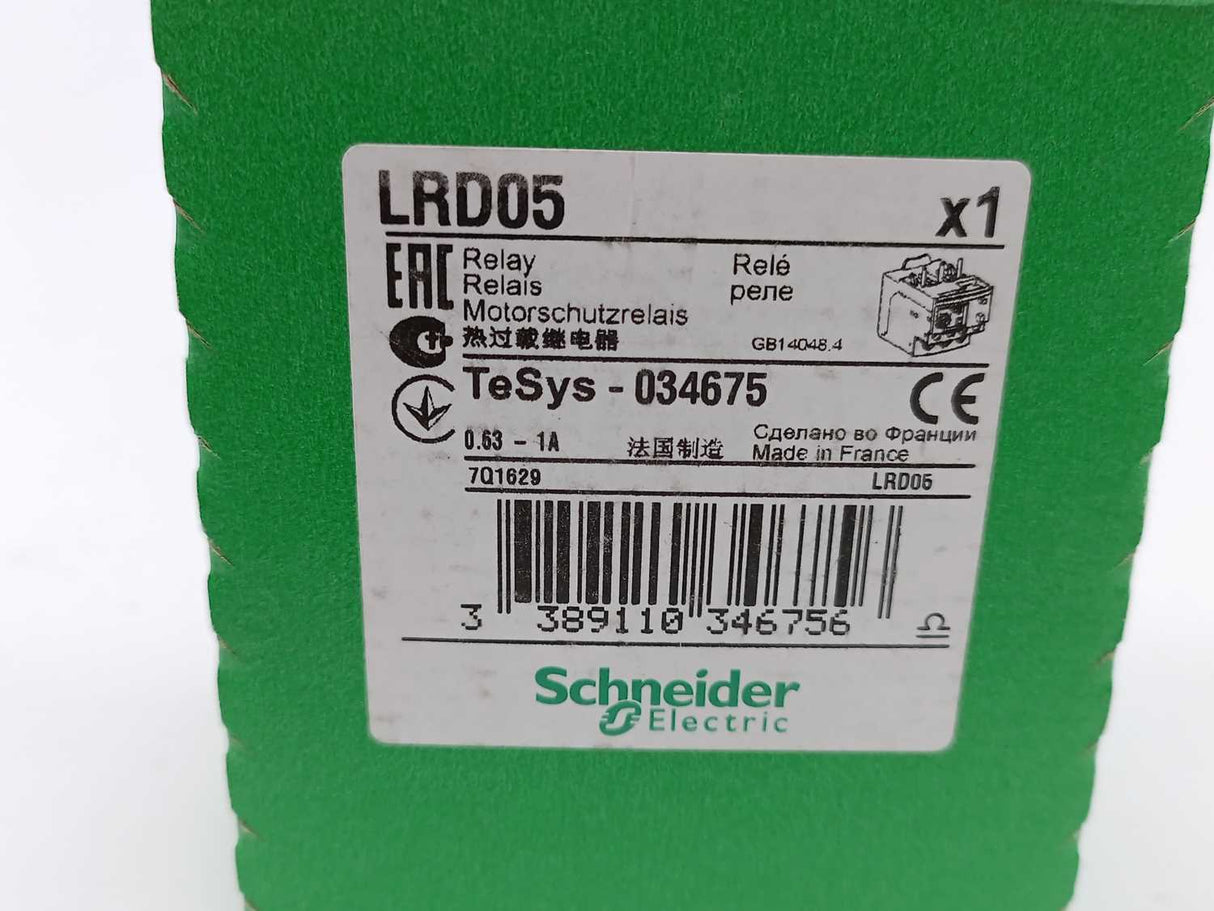 LRD05 x1
EAC Relay Relé
Relais реле
Motorschutzrelais
热过载继电器 GB14048.4
TeSys - 034675 CE
0.63 - 1A 法国制造 Сделано во Франции
Made in France
7Q1629 LRD05
3 389110 346756
Schneider
Electric